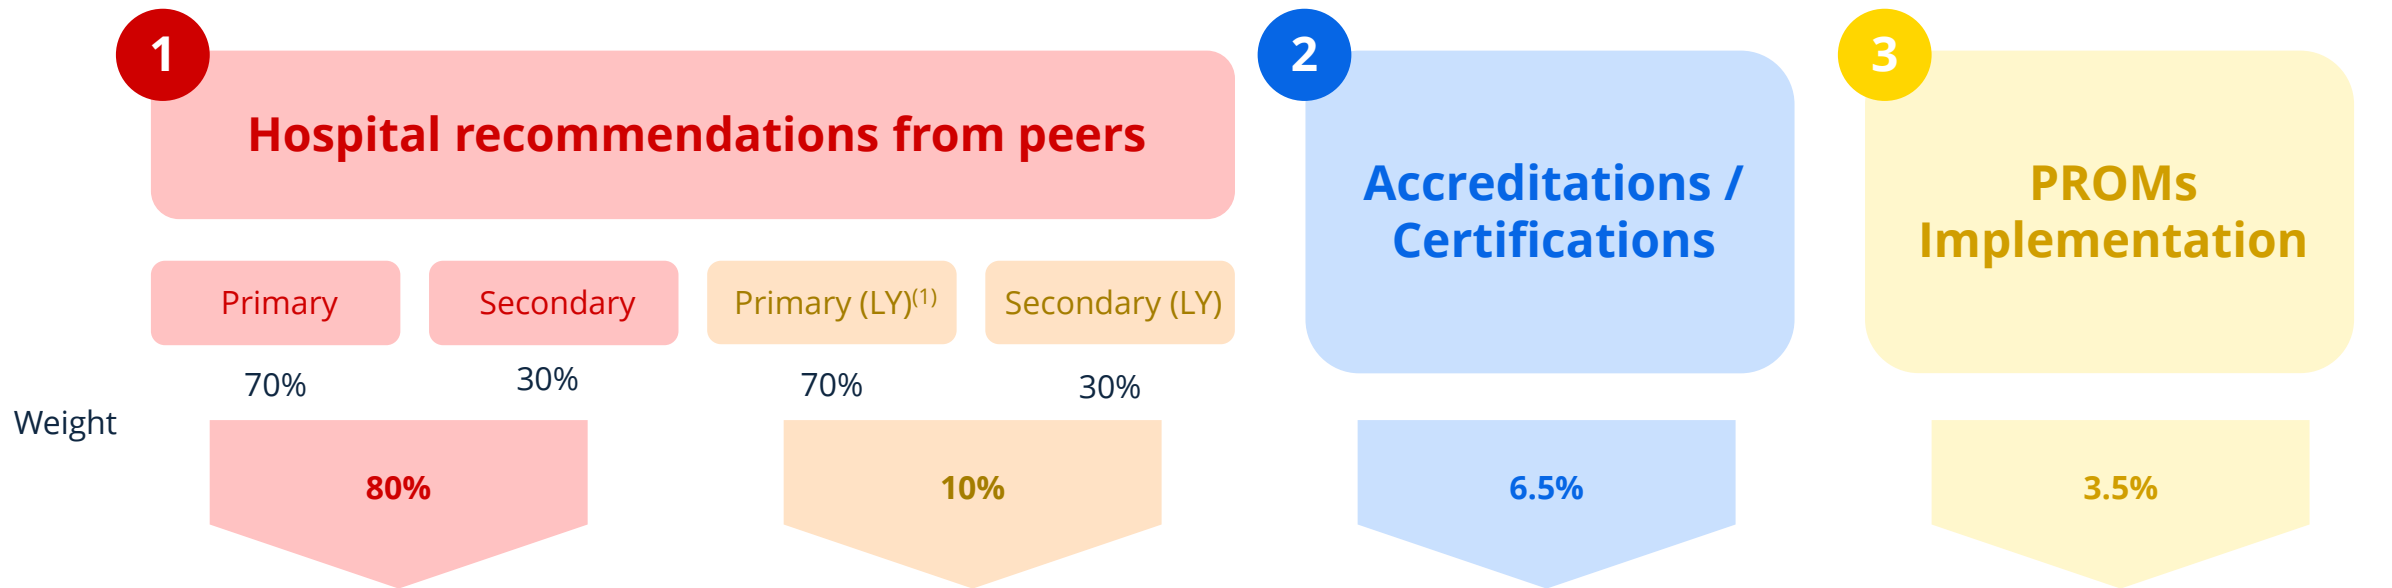 1
Hospital recommendations from peers
2
Accreditations /
Certifications
3
PROMs
Implementation
Primary
Secondary
Primary (LY)(1)
Secondary (LY)
70%
30%
70%
30%
Weight
80%
10%
6.5%
3.5%